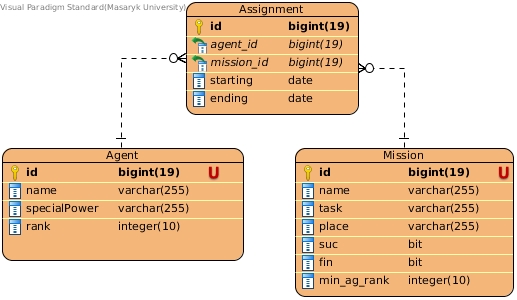 Visual Paradigm Standard(Masaryk University)
Assignment
id bigint(19)
agent_id bigint(19)
mission_id bigint(19)
starting date
ending date
Agent
id bigint(19) U
name varchar(255)
specialPower varchar(255)
rank integer(10)
Mission
id bigint(19) U
name varchar(255)
task varchar(255)
place varchar(255)
suc bit
fin bit
min_ag_rank integer(10)